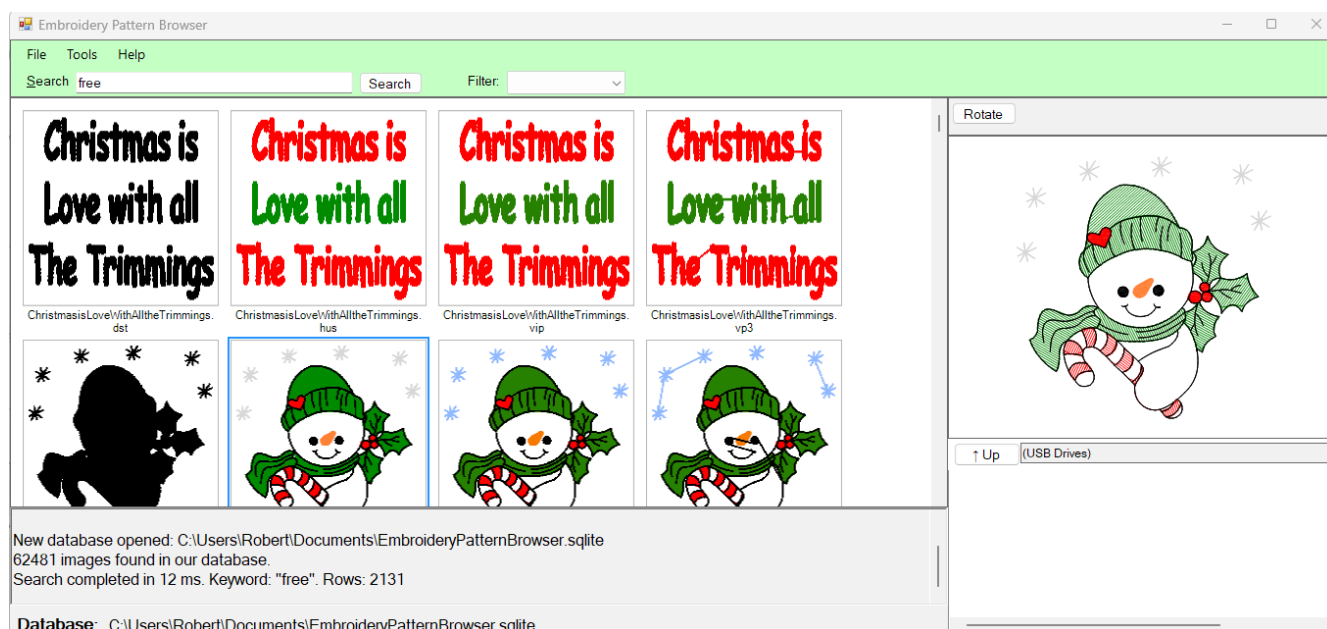 Embroidery Pattern Browser
File Tools Help
Search free Search Filter:
Rotate
Christmas is
Love with all
The Trimmings
Christmas is
Love with all
The Trimmings
Christmas is
Love with all
The Trimmings
Christmas is
Love with all
The Trimmings
ChristmasisLoveWithAlltheTrimmings.
dst
ChristmasisLoveWithAlltheTrimmings.
hus
ChristmasisLoveWithAlltheTrimmings.
vip
ChristmasisLoveWithAlltheTrimmings.
vp3
↑ Up (USB Drives)
New database opened: C:\Users\Robert\Documents\EmbroideryPatternBrowser.sqlite
62481 images found in our database.
Search completed in 12 ms. Keyword: "free". Rows: 2131
Database: C:\Users\Robert\Documents\EmbroideryPatternBrowser.sqlite